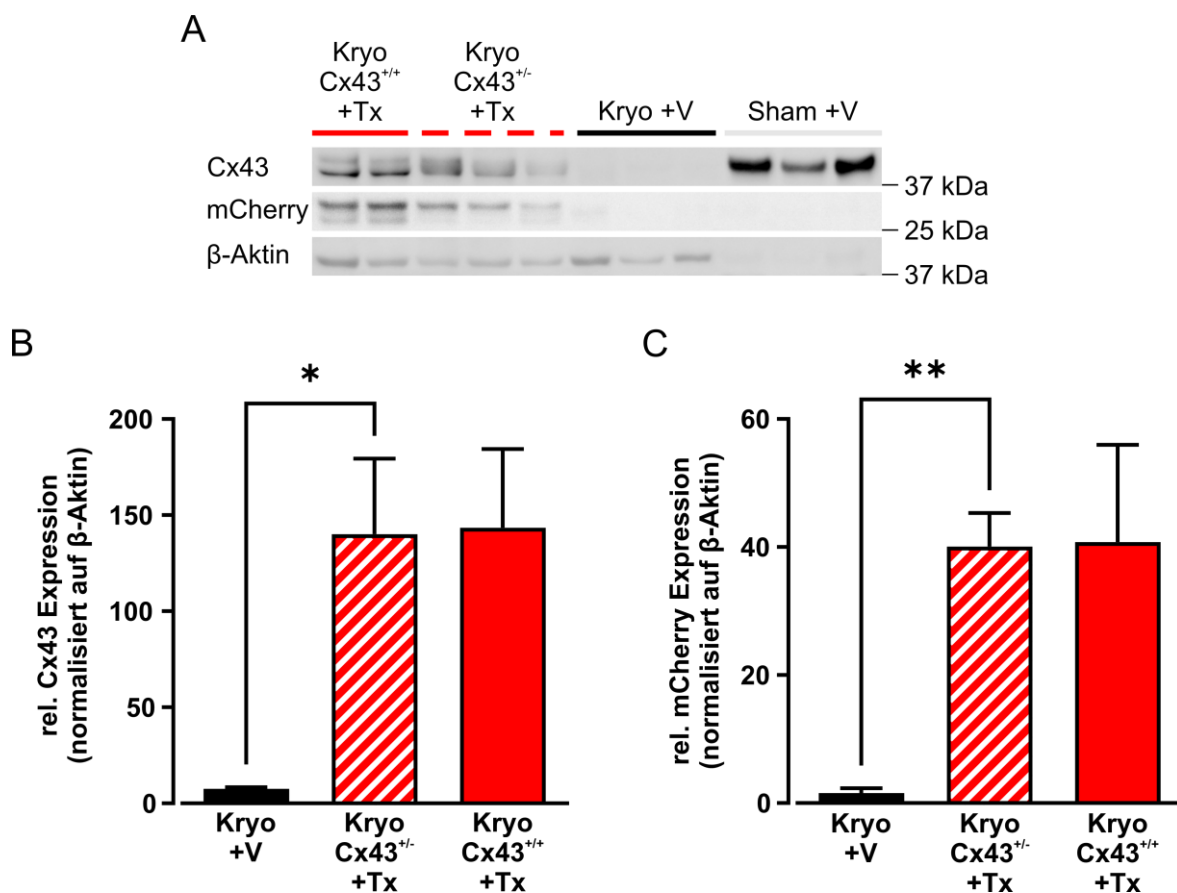 A
Kryo
Cx43+/+
+Tx
Kryo
Cx43+/-
+Tx
Kryo +V
Sham +V
Cx43
37 kDa
mCherry
25 kDa
β-Aktin
37 kDa
B
*
rel. Cx43 Expression
(normalisiert auf β-Aktin)
200
150
100
50
0
Kryo
+V
Kryo
Cx43+/-
+Tx
Kryo
Cx43+/+
+Tx
C
**
rel. mCherry Expression
(normalisiert auf β-Aktin)
60
40
20
0
Kryo
+V
Kryo
Cx43+/-
+Tx
Kryo
Cx43+/+
+Tx